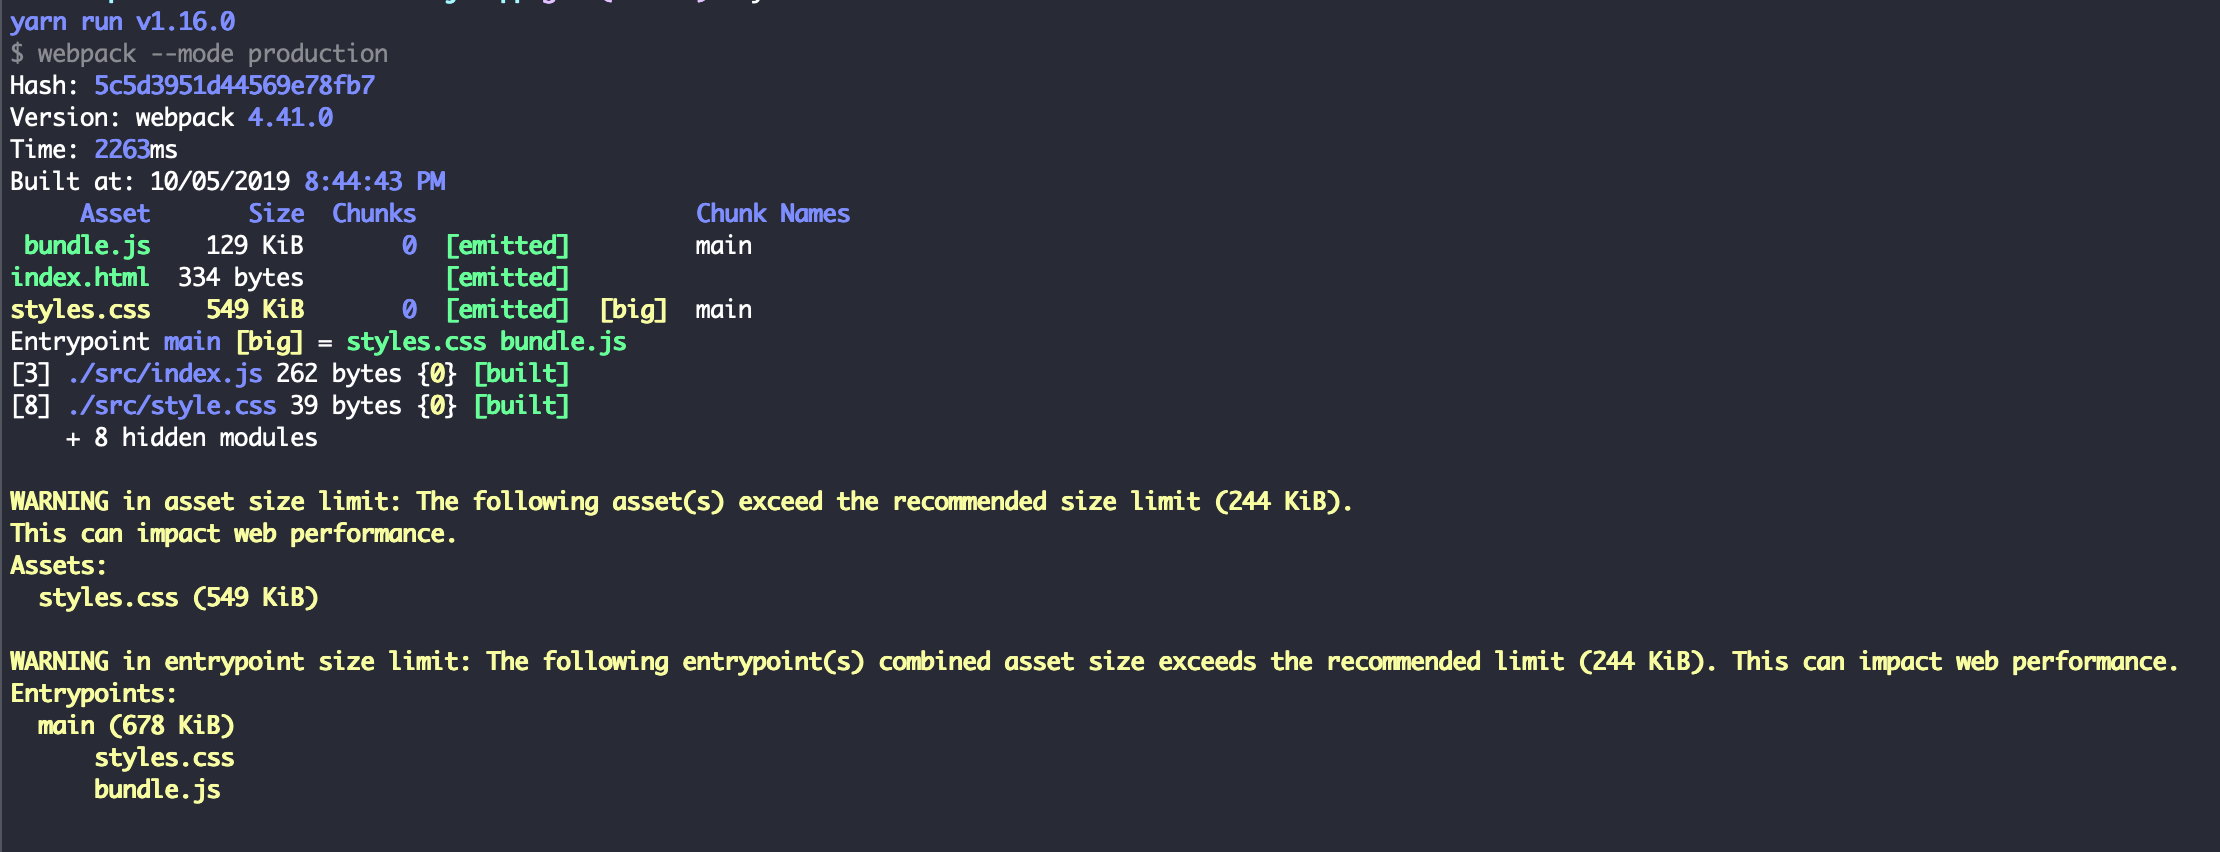 yarn run v1.16.0
$ webpack --mode production
Hash: 5c5d3951d44569e78fb7
Version: webpack 4.41.0
Time: 2263ms
Built at: 10/05/2019 8:44:43 PM
     Asset       Size  Chunks                    Chunk Names
 bundle.js    129 KiB       0  [emitted]         main
index.html  334 bytes          [emitted]
styles.css    549 KiB       0  [emitted]  [big]  main
Entrypoint main [big] = styles.css bundle.js
[3] ./src/index.js 262 bytes {0} [built]
[8] ./src/style.css 39 bytes {0} [built]
    + 8 hidden modules

WARNING in asset size limit: The following asset(s) exceed the recommended size limit (244 KiB).
This can impact web performance.
Assets:
  styles.css (549 KiB)

WARNING in entrypoint size limit: The following entrypoint(s) combined asset size exceeds the recommended limit (244 KiB). This can impact web performance.
Entrypoints:
  main (678 KiB)
      styles.css
      bundle.js